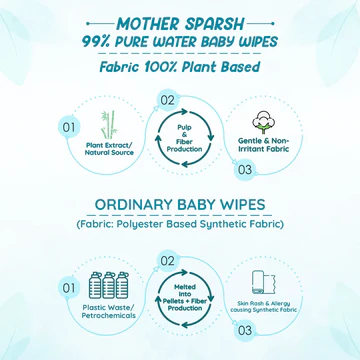 MOTHER SPARSH
99% PURE WATER BABY WIPES
Fabric 100% Plant Based
01
Plant Extract/
Natural Source
02
Pulp
&
Fiber
Production
Gentle & Non-
Irritant Fabric
03
ORDINARY BABY WIPES
(Fabric: Polyester Based Synthetic Fabric)
01
Plastic Waste/
Petrochemicals
02
Melted
Into
Pellets + Fiber
Production
Skin Rash & Allergy
causing Synthetic Fabric
03